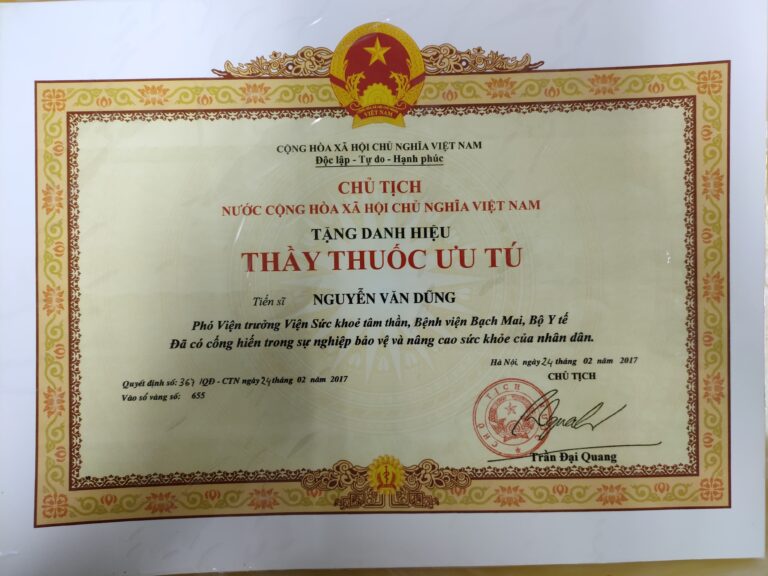 VIỆT NAM
CỘNG HÒA XÃ HỘI CHỦ NGHĨA VIỆT NAM
Độc lập - Tự do - Hạnh phúc
CHỦ TỊCH
NƯỚC CỘNG HÒA XÃ HỘI CHỦ NGHĨA VIỆT NAM
TẶNG DANH HIỆU
THẦY THUỐC ƯU TÚ
Tiến sĩ NGUYỄN VĂN DŨNG
Phó Viện trưởng Viện Sức khoẻ tâm thần, Bệnh viện Bạch Mai, Bộ Y tế
Đã có cống hiến trong sự nghiệp bảo vệ và nâng cao sức khỏe của nhân dân.
Hà Nội, ngày 24 tháng 02 năm 2017
CHỦ TỊCH
Quyết định số: 367 /QĐ - CTN ngày 24 tháng 02 năm 2017
Vào sổ vàng số: 655
CHỦ TỊCH
Trần Đại Quang